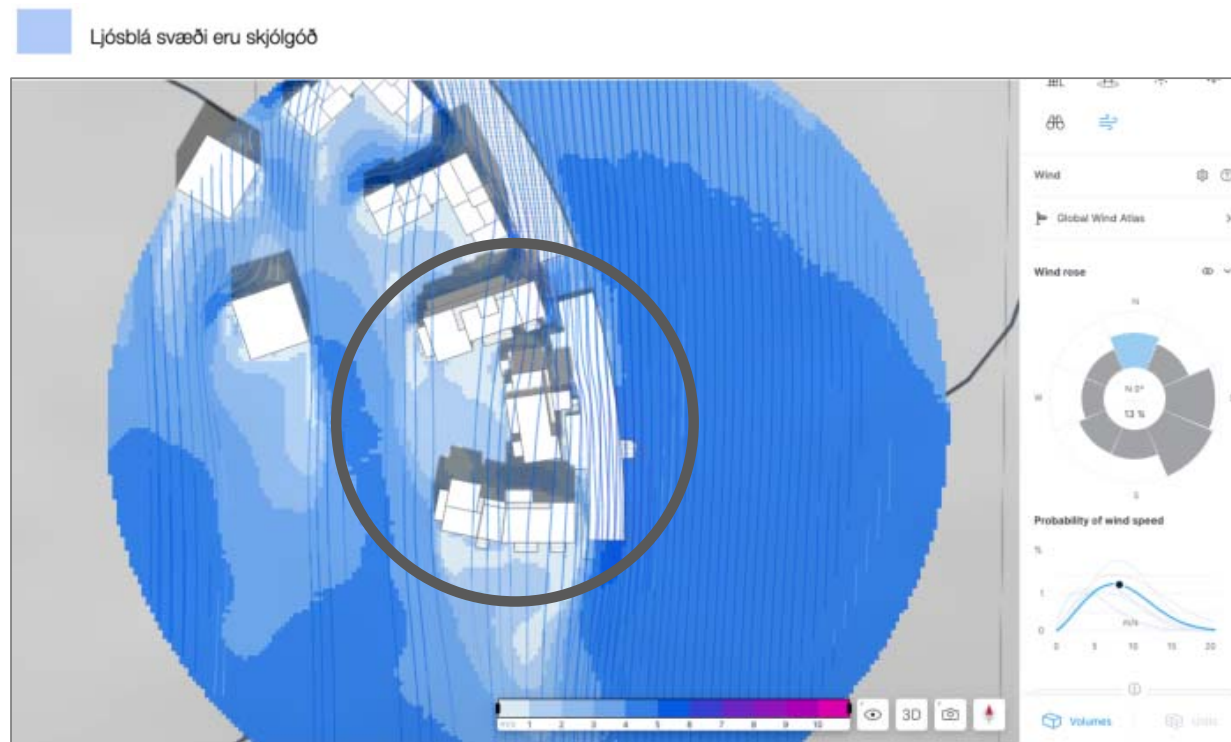 Ljósblá svæði eru skjólgóð
Wind
Global Wind Atlas
Wind rose
N
W
N 0°
13 %
S
Probability of wind speed
%
1
0
m/s
0 5 10 15 20
m/s 1 2 3 4 5 6 7 8 9 10
3D
Volumes